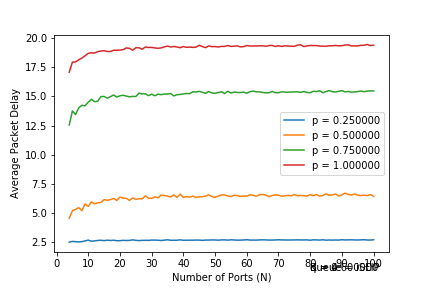 20.0
17.5
15.0
12.5
10.0
7.5
5.0
2.5
Average Packet Delay
p = 0.250000
p = 0.500000
p = 0.750000
p = 1.000000
0 10 20 30 40 50 60 70 80 90 100
Number of Ports (N)